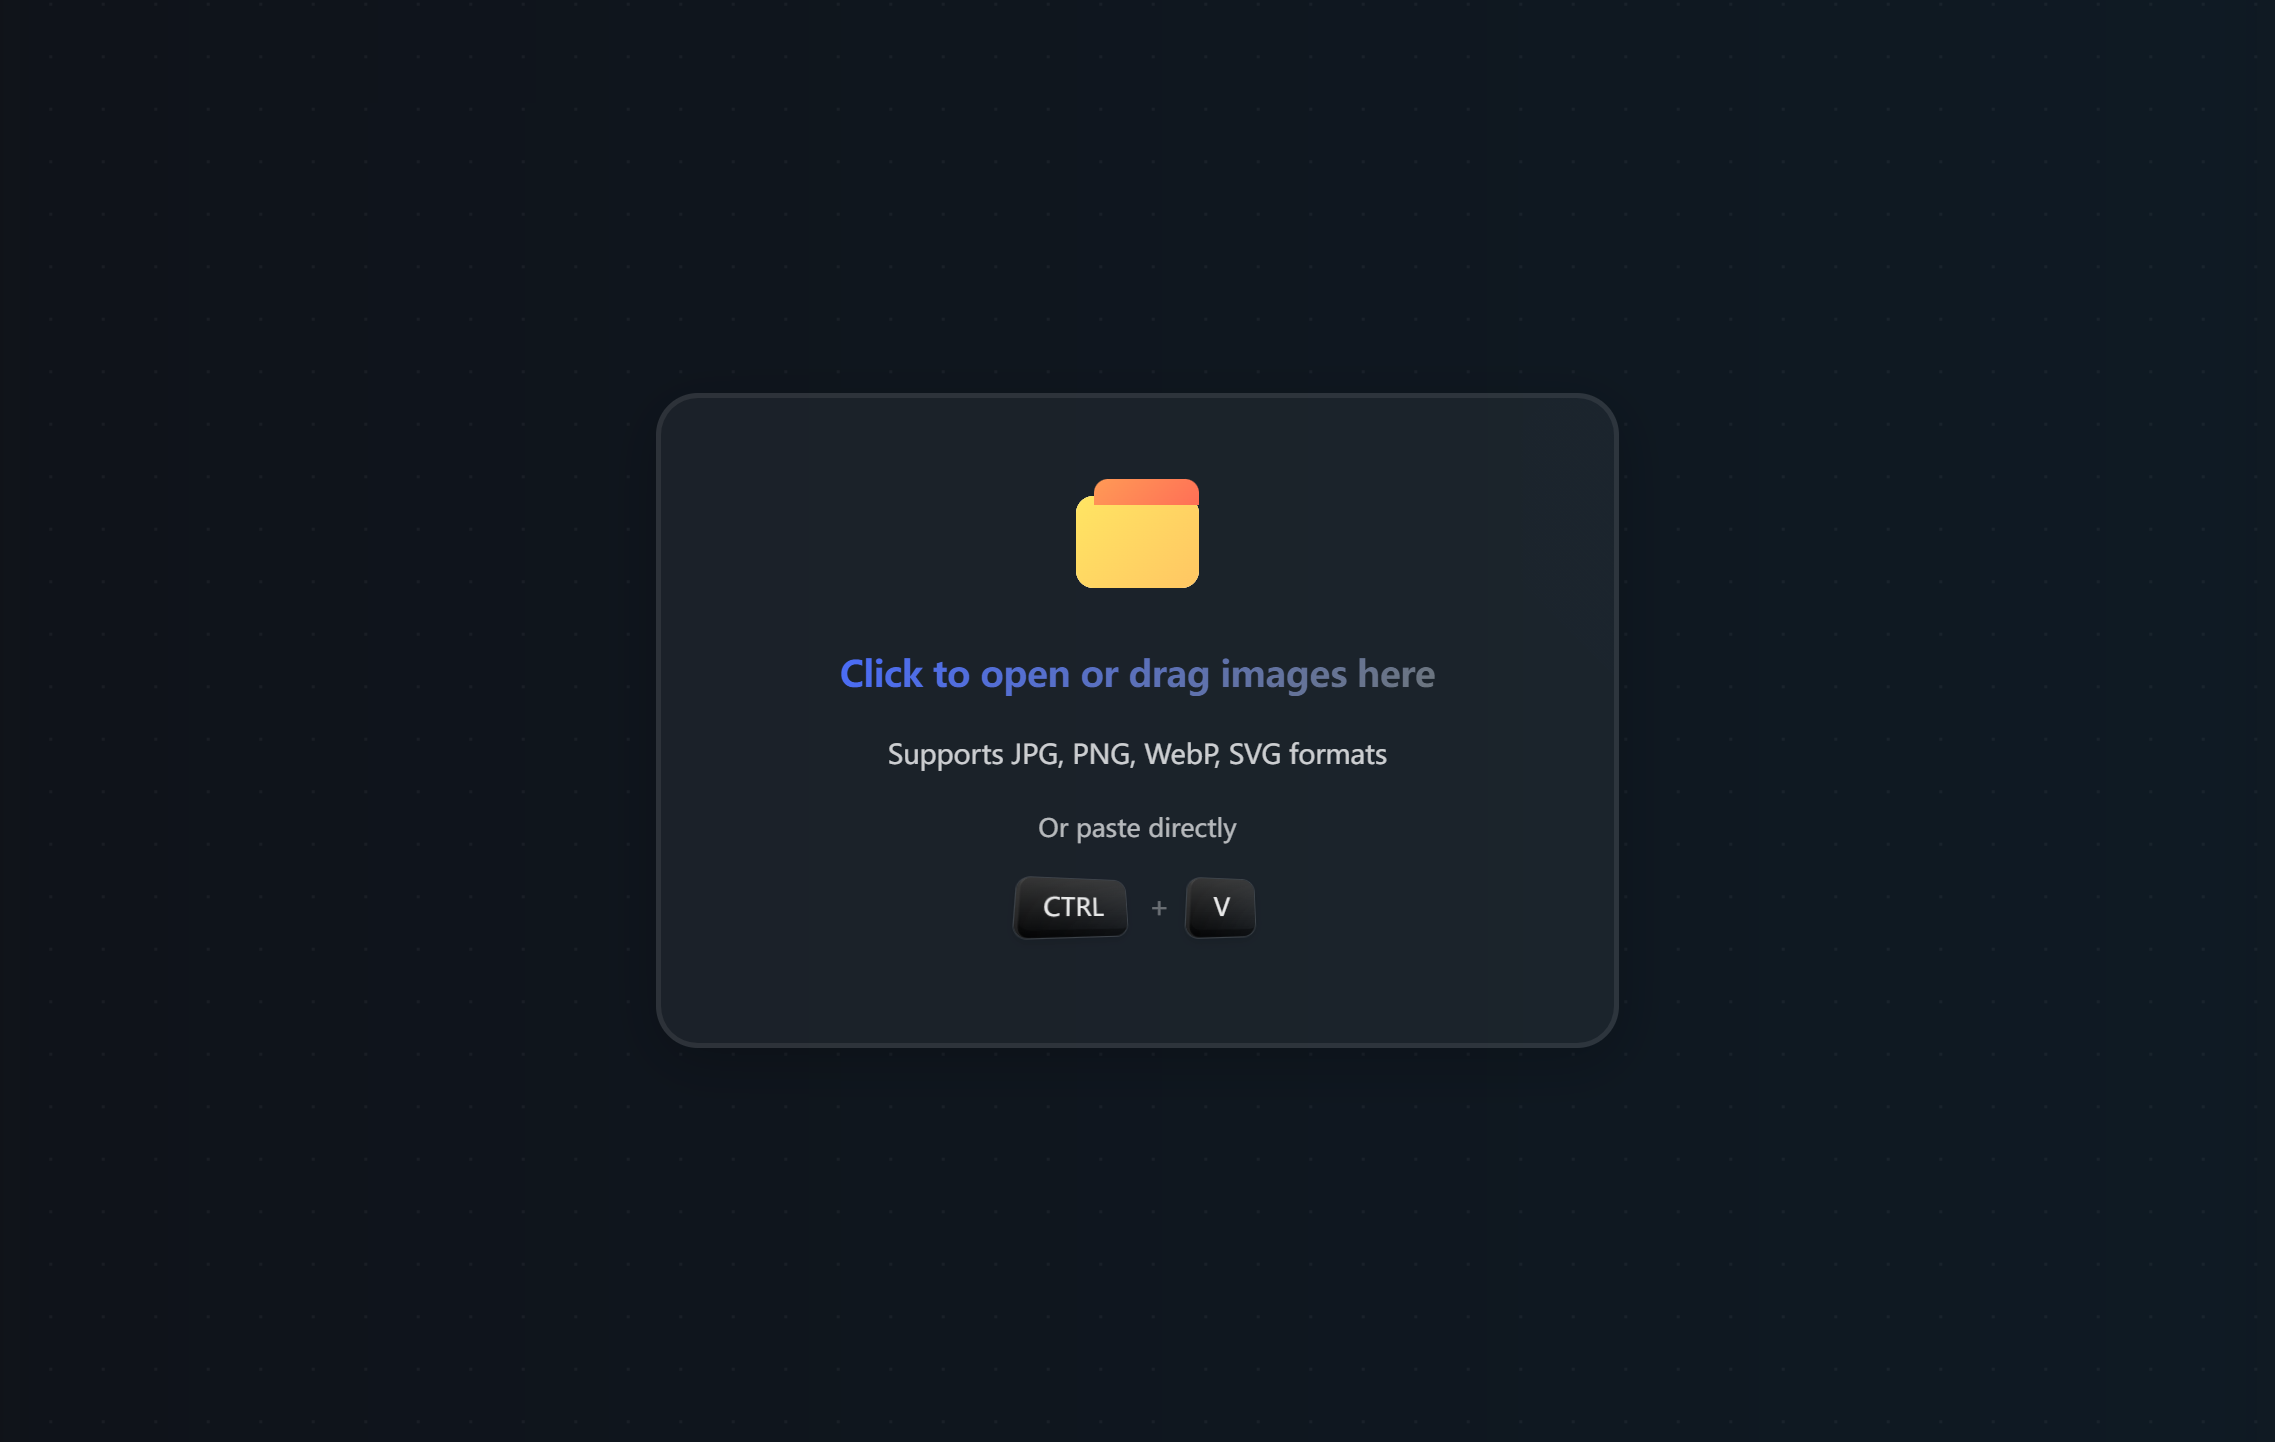 Click to open or drag images here
Supports JPG, PNG, WebP, SVG formats
Or paste directly
CTRL + V